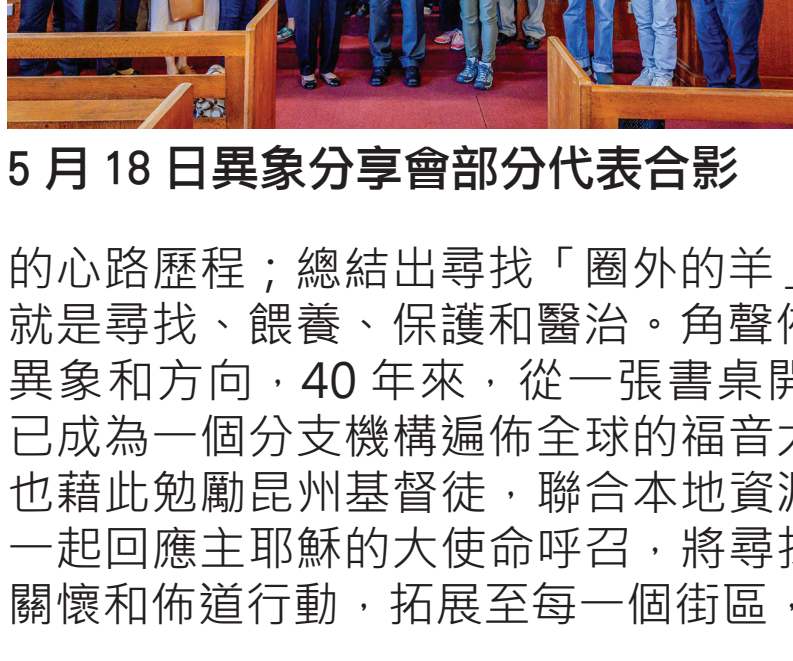 5 月 18 日異象分享會部分代表合影
的心路歷程；總結出尋找「圈外的羊」
就是尋找、餵養、保護和醫治。角聲
異象和方向，40 年來，從一張書桌開
已成為一個分支機構遍佈全球的福音
也藉此勉勵昆州基督徒，聯合本地資源
一起回應主耶穌的大使命呼召，將尋找
關懷和佈道行動，拓展至每一個街區，